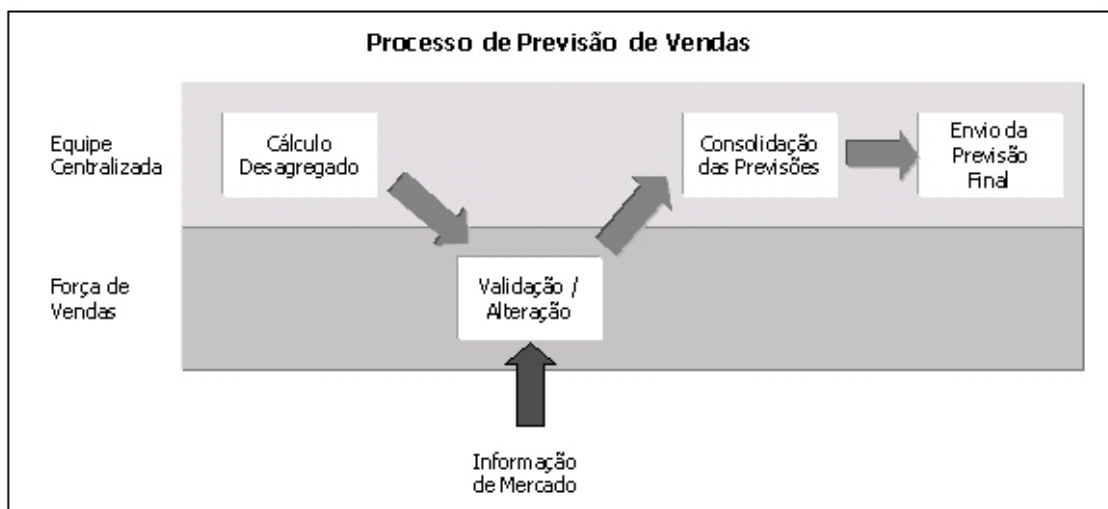 Processo de Previsão de Vendas
Equipe
Centralizada
Cálculo
Desagregado
Consolidação
das Previsões
Envio da
Previsão
Final
Força de
Vendas
Validação /
Alteração
Informação
de Mercado